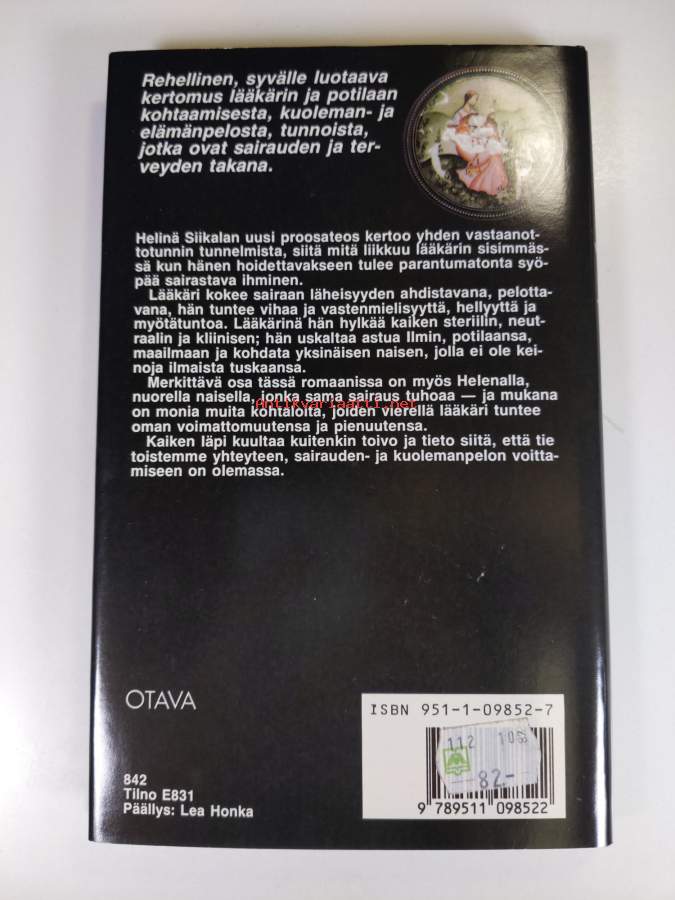 Rehellinen, syvälle luotaava
kertomus lääkärin ja potilaan
kohtaamisesta, kuoleman- ja
elämänpelosta, tunnoista,
jotka ovat sairauden ja ter-
veyden takana.
Helinä Siikalan uusi proosateos kertoo yhden vastaanot-
totunnin tunnelmista, siitä mitä liikkuu lääkärin sisimmäs-
sä kun hänen hoidettavakseen tulee parantumatonta syö-
pää sairastava ihminen.
Lääkäri kokee sairaan läheisyyden ahdistavana, pelotta-
vana, hän tuntee vihaa ja vastenmielisyyttä, hellyyttä ja
myötätuntoa. Lääkärinä hän hylkää kaiken steriilin, neut-
raalin ja kliinisen; hän uskaltaa astua Ilmin, potilaansa,
maailmaan ja kohdata yksinäisen naisen, jolla ei ole kei-
noja ilmaista tuskaansa.
Merkittävä osa tässä romaanissa on myös Helenalla,
nuorella naisella, jonka sama sairaus tuhoaa — ja mukana
Antikvariaatti.net
on monia muita kohtaloita, joiden vierellä lääkäri tuntee
oman voimattomuutensa ja pienuutensa.
Kaiken läpi kuultaa kuitenkin toivo ja tieto siitä, että tie
toistemme yhteyteen, sairauden- ja kuolemanpelon voitta-
miseen on olemassa.
OTAVA
ISBN 951-1-09852-7
112
82.-
9 789511 098522
842
Tilno E831
Päällys: Lea Honka